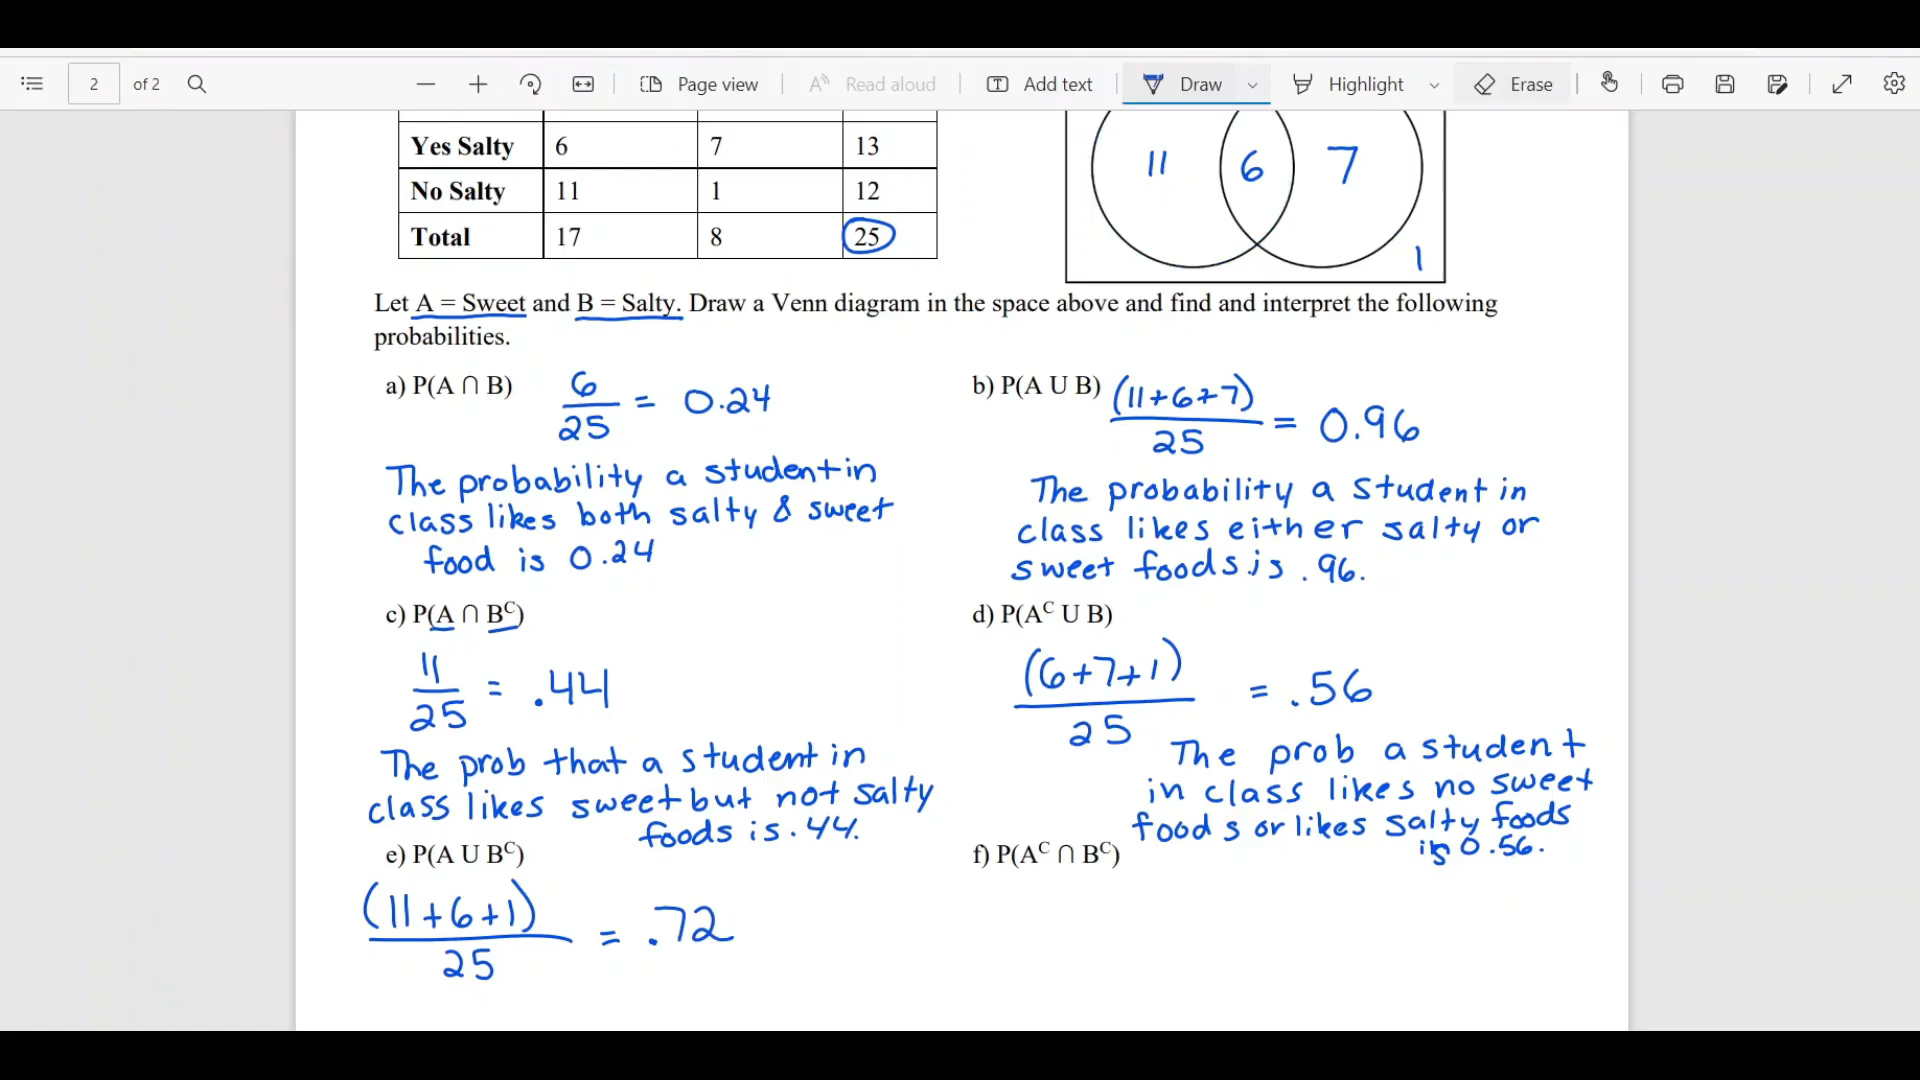 2 of 2 Page view Read aloud Add text Draw Highlight Erase
Yes Salty 6 7 13
No Salty 11 1 12
Total 17 8 25
11 6 7
1
Let A = Sweet and B = Salty. Draw a Venn diagram in the space above and find and interpret the following
probabilities.
a) P(A ∩ B) 6/25 = 0.24
The probability a student in
class likes both salty & sweet
food is 0.24
b) P(A U B) (11+6+7)/25 = 0.96
The probability a student in
class likes either salty or
sweet foods is .96.
c) P(A ∩ Bᶜ)
11/25 = .44
The prob that a student in
class likes sweet but not salty
foods is .44.
d) P(Aᶜ U B)
(6+7+1)/25 = .56
The prob a student
in class likes no sweet
foods or likes salty foods
is 0.56.
e) P(A U Bᶜ)
(11+6+1)/25 = .72
f) P(Aᶜ ∩ Bᶜ)